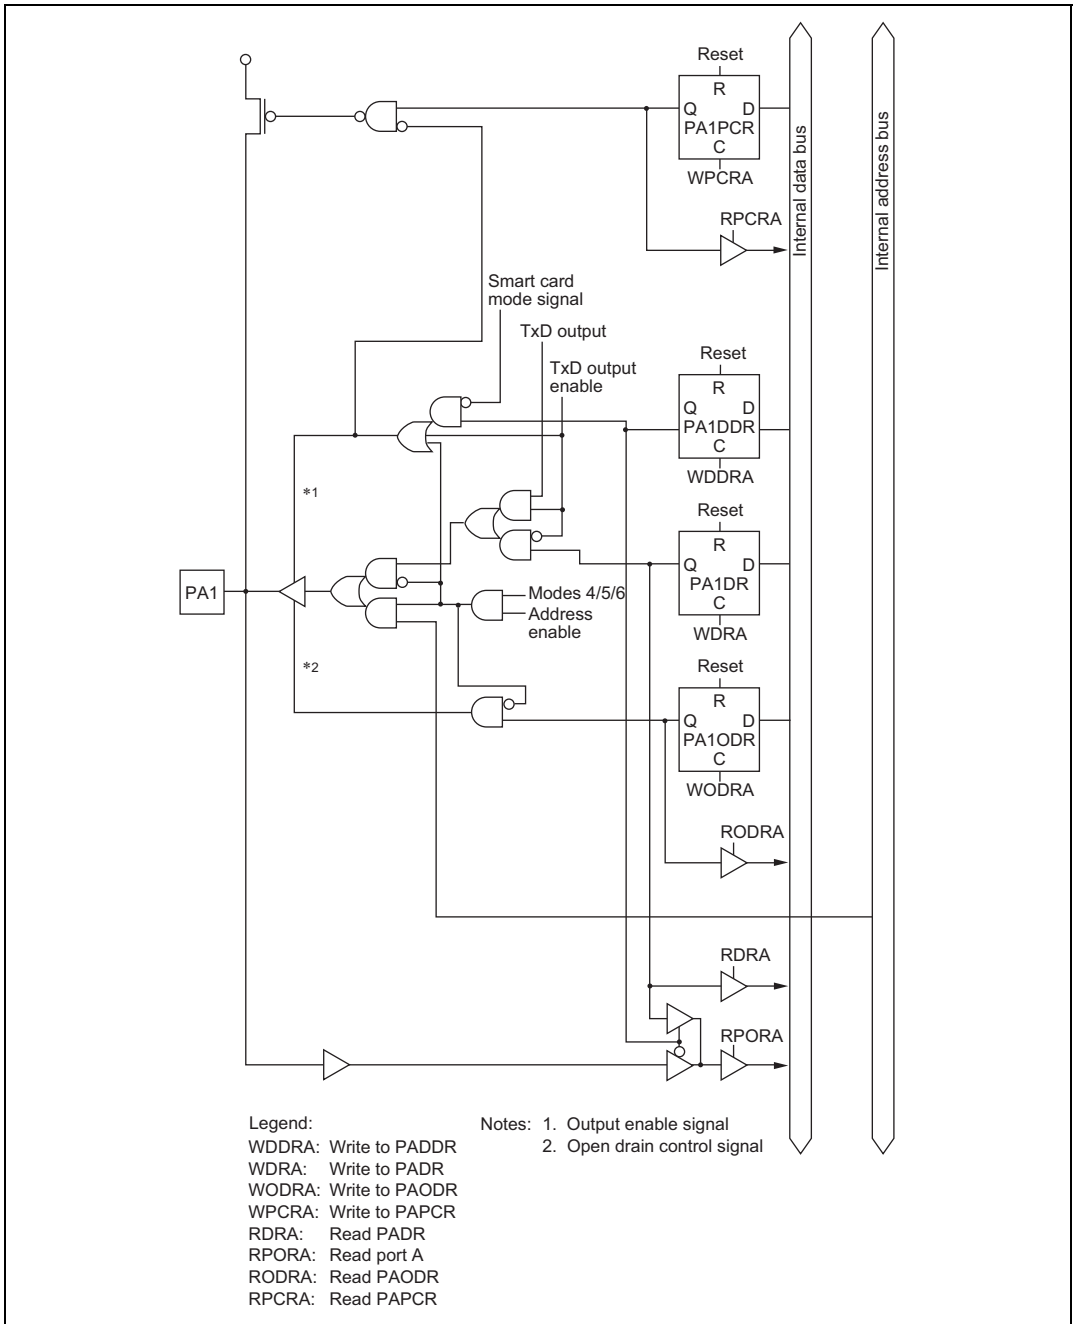 Reset
R
Q D
PA1PCR
C
WPCRA
RPCRA
Internal data bus
Internal address bus
Smart card
mode signal
TxD output
TxD output
enable
Reset
R
Q D
PA1DDR
C
WDDRA
*1
Reset
R
Q D
PA1DR
C
WDRA
PA1
Modes 4/5/6
Address
enable
*2
Reset
R
Q D
PA1ODR
C
WODRA
RODRA
RDRA
RPORA
Legend:
WDDRA: Write to PADDR
WDRA: Write to PADR
WODRA: Write to PAODR
WPCRA: Write to PAPCR
RDRA: Read PADR
RPORA: Read port A
RODRA: Read PAODR
RPCRA: Read PAPCR
Notes: 1. Output enable signal
2. Open drain control signal